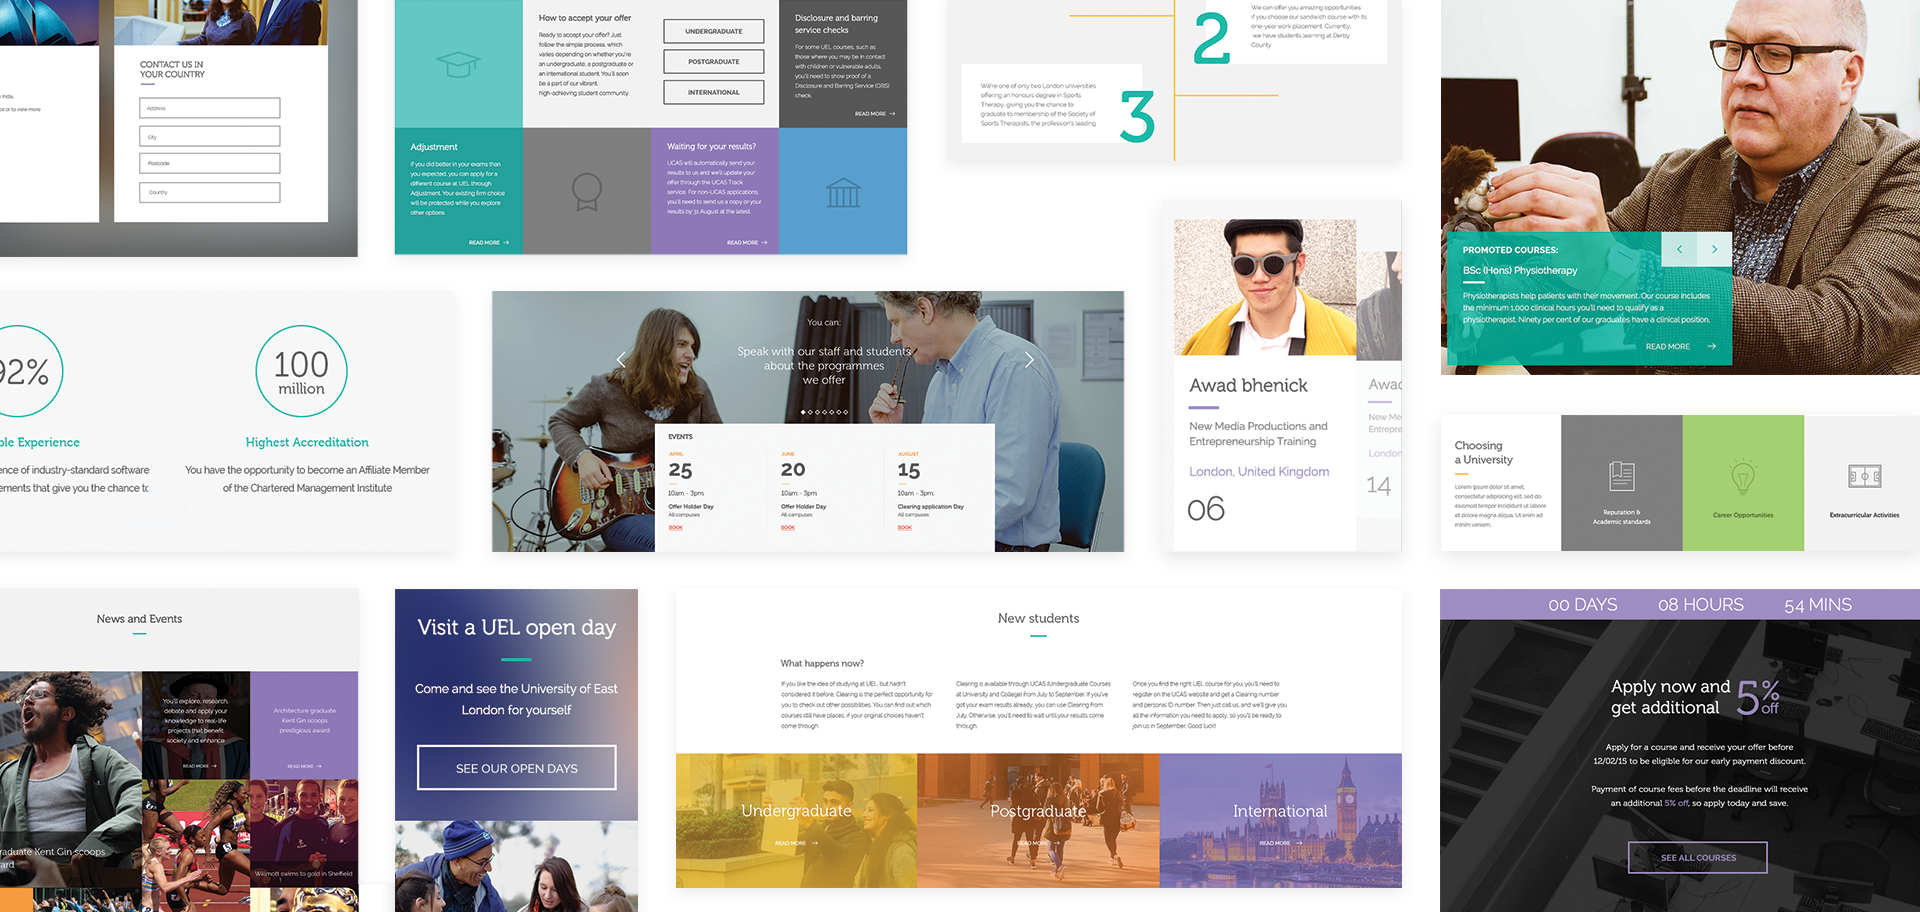 India.
ce or to view more
CONTACT US IN
YOUR COUNTRY
Address
City
Postcode
Country
How to accept your offer
Ready to accept your offer? Just
follow the simple process, which
varies depending on whether you're
an undergraduate, a postgraduate or
an international student. You'll soon
be a part of our vibrant,
high-achieving student community.
UNDERGRADUATE
POSTGRADUATE
INTERNATIONAL
Disclosure and barring
service checks
For some UEL courses, such as
those where you may be in contact
with children or vulnerable adults,
you'll need to show proof of a
Disclosure and Barring Service (DBS)
check.
READ MORE
Adjustment
If you did better in your exams than
you expected, you can apply for a
different course at UEL through
Adjustment. Your existing firm choice
will be protected while you explore
other options.
READ MORE
Waiting for your results?
UCAS will automatically send your
results to us and we'll update your
offer through the UCAS Track
service. For non-UCAS applications,
you'll need to send us a copy or your
results by 31 August at the latest.
READ MORE
2
We can offer you amazing opportunities
if you choose our sandwich course with its
one-year work placement. Currently,
we have students learning at Derby
County
We're one of only two London universities
offering an honours degree in Sports
Therapy, giving you the chance to
graduate to membership of the Society of
Sports Therapists, the profession's leading
3
PROMOTED COURSES:
BSc (Hons) Physiotherapy
Physiotherapists help patients with their movement. Our course includes
the minimum 1,000 clinical hours you'll need to qualify as a
physiotherapist. Ninety per cent of our graduates have a clinical position.
READ MORE
92%
ble Experience
ence of industry-standard software
ements that give you the chance to
100
million
Highest Accreditation
You have the opportunity to become an Affiliate Member
of the Chartered Management Institute
You can:
Speak with our staff and students
about the programmes
we offer
EVENTS
APRIL
25
10am - 3pm
Offer Holder Day
All campuses
BOOK
JUNE
20
10am - 3pm
Offer Holder Day
All campuses
BOOK
AUGUST
15
10am - 3pm
Clearing application Day
All campuses
BOOK
Awad bhenick
New Media Productions and
Entrepreneurship Training
London, United Kingdom
06
Awad
New Me
Entrepre
London
14
Choosing
a University
Lorem ipsum dolor sit amet,
consectetur adipisicing elit, sed do
eiusmod tempor incididunt ut labore
et dolore magna aliqua. Ut enim ad
minim veniam,
Reputation &
Academic standards
Career Opportunities
Extracurricular Activities
News and Events
You'll explore, research,
debate and apply your
knowledge to real-life
projects that benefit
society and enhance
READ MORE
Architecture graduate
Kent Gin scoops
prestigious award
READ MORE
raduate Kent Gin scoops
ard
Willmott swims to gold in Sheffield
Visit a UEL open day
Come and see the University of East
London for yourself
SEE OUR OPEN DAYS
New students
What happens now?
If you like the idea of studying at UEL, but hadn't
considered it before, Clearing is the perfect opportunity for
you to check out other possibilities. You can find out which
courses still have places, if your original choices haven't
come through.
Clearing is available through UCAS (Undergraduate Courses
at University and College) from July to September. If you've
got your exam results already, you can use Clearing from
July. Otherwise, you'll need to wait until your results come
through.
Once you find the right UEL course for you, you'll need to
register on the UCAS website and get a Clearing number
and personal ID number. Then just call us, and we'll give you
all the information you need to apply, so you'll be ready to
join us in September. Good luck!
Undergraduate
READ MORE
Postgraduate
READ MORE
International
READ MORE
00 DAYS 08 HOURS 54 MINS
Apply now and
get additional
5%
off
Apply for a course and receive your offer before
12/02/15 to be eligible for our early payment discount.
Payment of course fees before the deadline will receive
an additional 5% off, so apply today and save.
SEE ALL COURSES